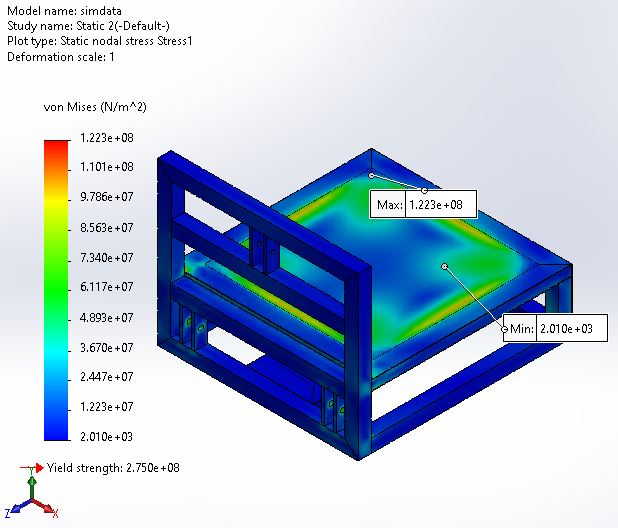 Model name: simdata
Study name: Static 2(-Default-)
Plot type: Static nodal stress Stress1
Deformation scale: 1
von Mises (N/m^2)
1.223e+08
1.101e+08
9.786e+07
8.563e+07
7.340e+07
6.117e+07
4.893e+07
3.670e+07
2.447e+07
1.223e+07
2.010e+03
Yield strength: 2.750e+08
Max: 1.223e+08
Min: 2.010e+03
Y
Z
X